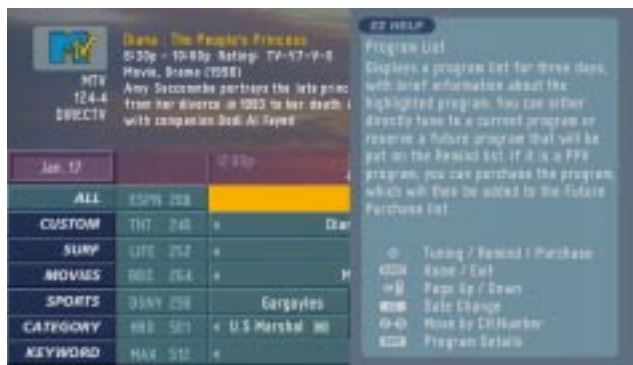 MTV
124-4
DIRECTV
Diana : The People's Princess
8:30p - 10:00p Rating: TV-Y7-V-S
Movie, Drama (1998)
Amy Seccombe portrays the late princ
from her divorce in 1993 to her death
with companion Dodi Al Fayed
EZ HELP
Program List
Displays a program list for three days,
with brief information about the
highlighted program. You can either
directly tune to a current program or
reserve a future program that will be
put on the Remind list. If it is a PPV
program, you can purchase the program
which will then be added to the Future
Purchase list.
Tuning / Remind / Purchase
/ Exit
Page Up / Down
Date Change
Move by CH.Number
Program Details
Jan. 17
ALL
CUSTOM
SURF
MOVIES
SPORTS
CATEGORY
KEYWORD
ESPN 206
TNT
LIFE 252
BBC 264
DSNY
HBO 501
MAX 512
Dia
Gargoyles
U.S Marshal